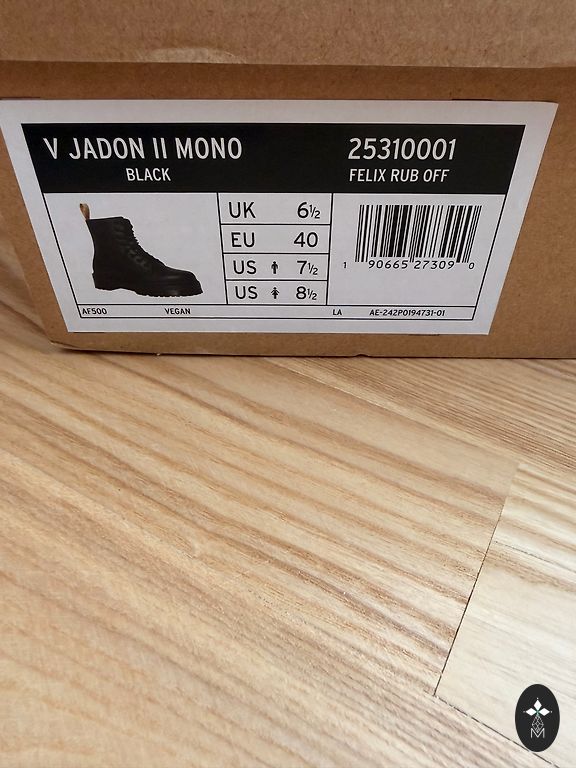 V JADON II MONO
BLACK
25310001
FELIX RUB OFF
UK 6½
EU 40
US 7½
US 8½
1 90665 27309 0
AF500 VEGAN LA AE-242P0194731-01
M